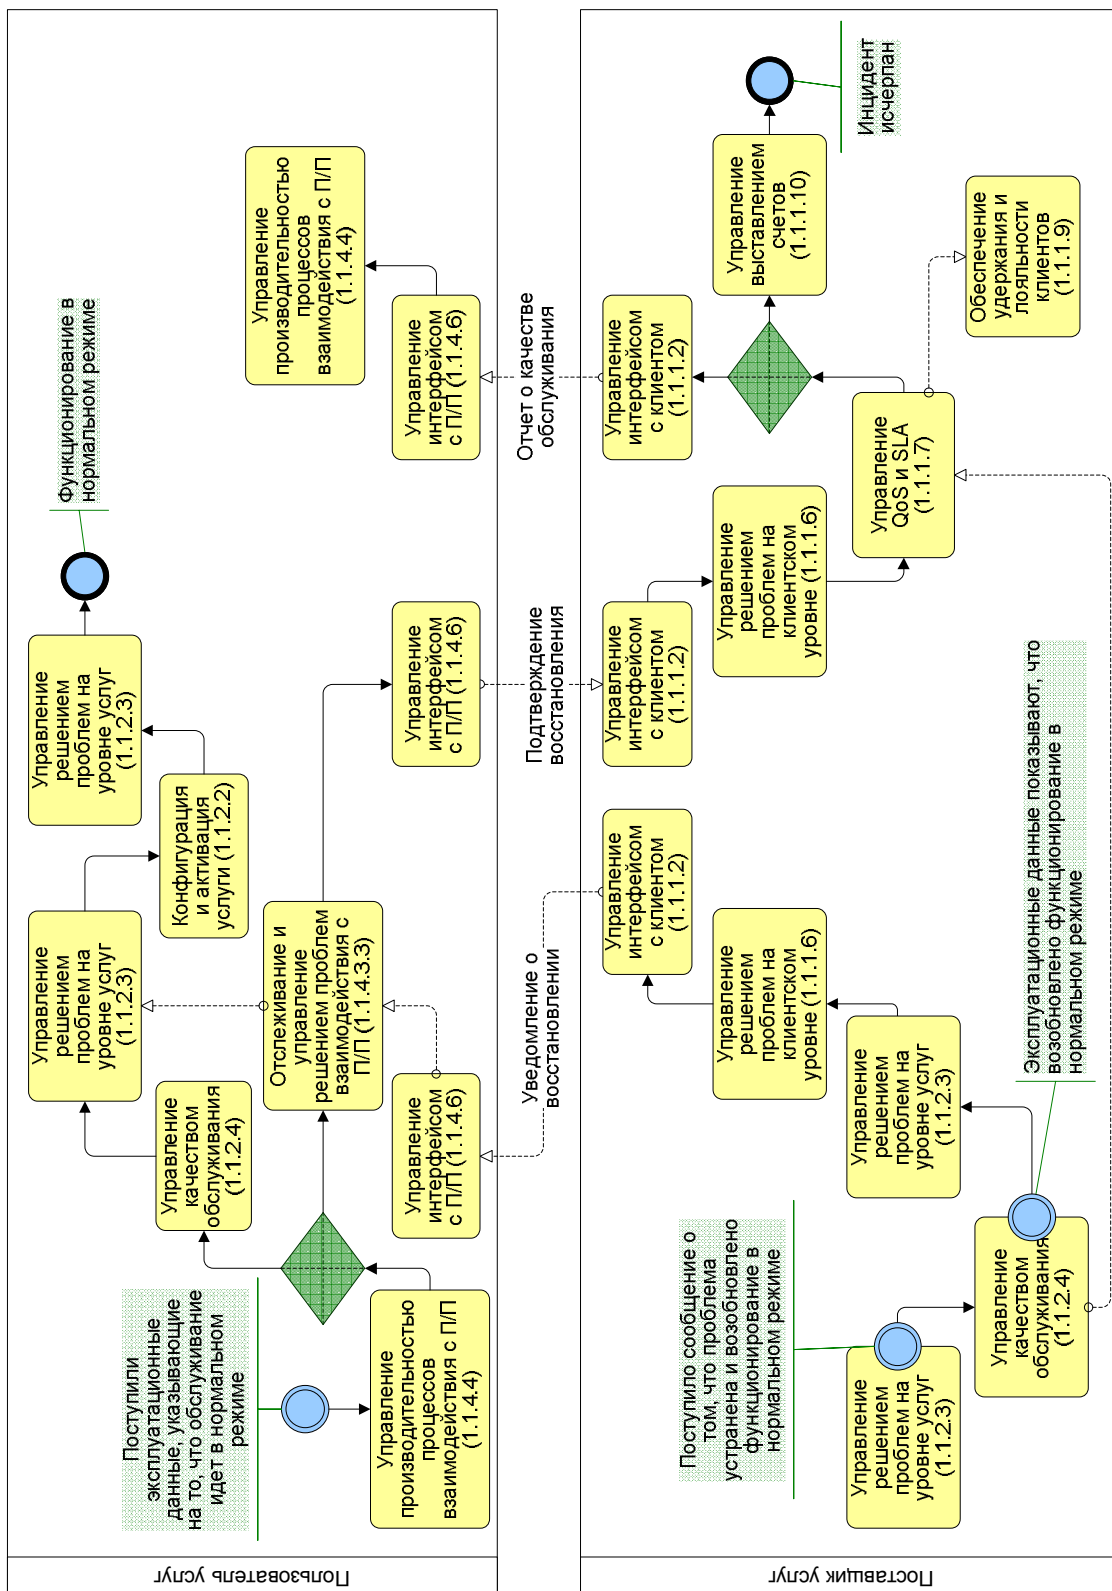 Пользователь услуг
Поступили
эксплуатационные
данные, указывающие
на то, что обслуживание
идет в нормальном
режиме
Управление
производительностью
процессов
взаимодействия с П/П
(1.1.4.4)
Управление
качеством
обслуживания
(1.1.2.4)
Управление
решением
проблем на
уровне услуг
(1.1.2.3)
Конфигурация
и активация
услуги (1.1.2.2)
Управление
решением
проблем на
уровне услуг
(1.1.2.3)
Функционирование в
нормальном режиме
Отслеживание и
управление
решением проблем
взаимодействия с
П/П (1.1.4.3.3)
Управление
интерфейсом
с П/П (1.1.4.6)
Управление
интерфейсом
с П/П (1.1.4.6)
Управление
интерфейсом
с П/П (1.1.4.6)
Управление
производительностью
процессов
взаимодействия с П/П
(1.1.4.4)
Уведомление о
восстановлении
Подтверждение
восстановления
Отчет о качестве
обслуживания
Поставщик услуг
Поступило сообщение о
том, что проблема
устранена и возобновлено
функционирование в
нормальном режиме
Управление
решением
проблем на
уровне услуг
(1.1.2.3)
Управление
качеством
обслуживания
(1.1.2.4)
Эксплуатационные данные показывают, что
возобновлено функционирование в
нормальном режиме
Управление
решением
проблем на
уровне услуг
(1.1.2.3)
Управление
решением
проблем на
клиентском
уровне (1.1.1.6)
Управление
интерфейсом
с клиентом
(1.1.1.2)
Управление
интерфейсом
с клиентом
(1.1.1.2)
Управление
решением
проблем на
клиентском
уровне (1.1.1.6)
Управление
QoS и SLA
(1.1.1.7)
Управление
интерфейсом
с клиентом
(1.1.1.2)
Управление
выставлением
счетов
(1.1.1.10)
Обеспечение
удержания и
лояльности
клиентов
(1.1.1.9)
Инцидент
исчерпан